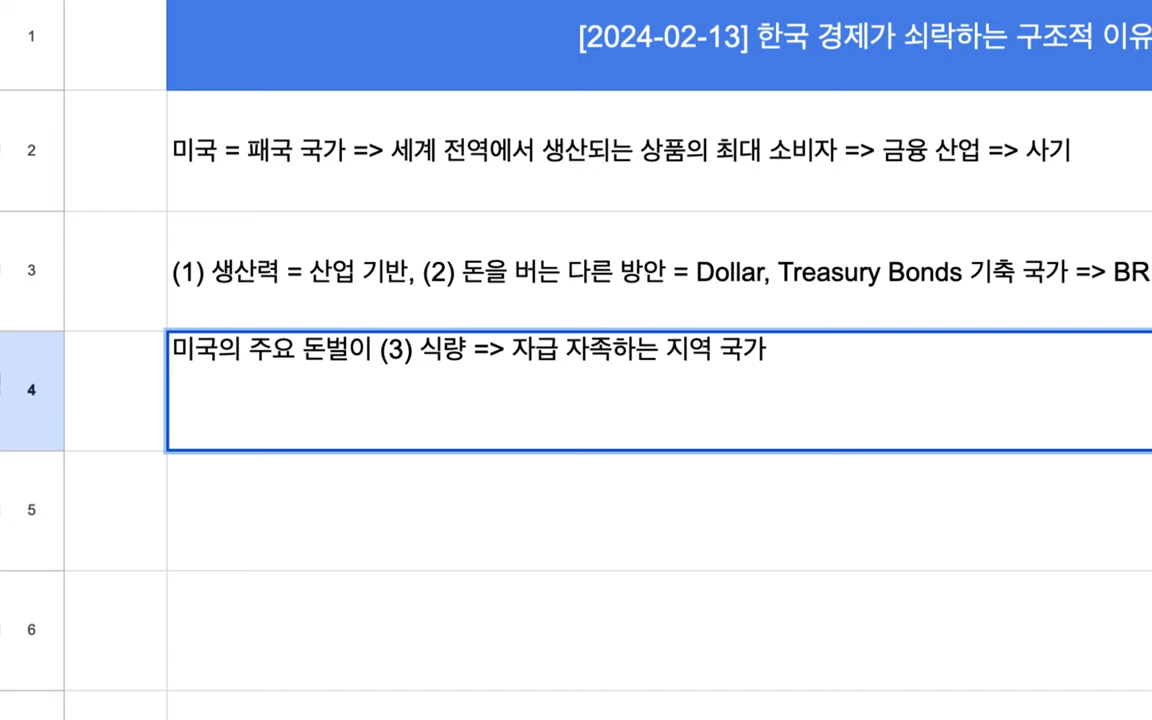 1
[2024-02-13] 한국 경제가 쇠락하는 구조적 이유
2
미국 = 패국 국가 => 세계 전역에서 생산되는 상품의 최대 소비자 => 금융 산업 => 사기
3
(1) 생산력 = 산업 기반, (2) 돈을 버는 다른 방안 = Dollar, Treasury Bonds 기축 국가 => BR
4
미국의 주요 돈벌이 (3) 식량 => 자급 자족하는 지역 국가
5
6